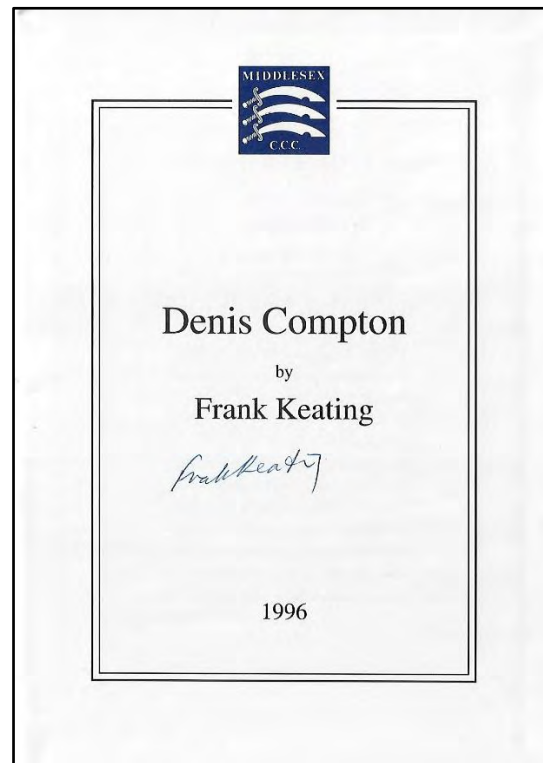 MIDDLESEX
C.C.C.
Denis Compton
by
Frank Keating
Frank Keating
1996